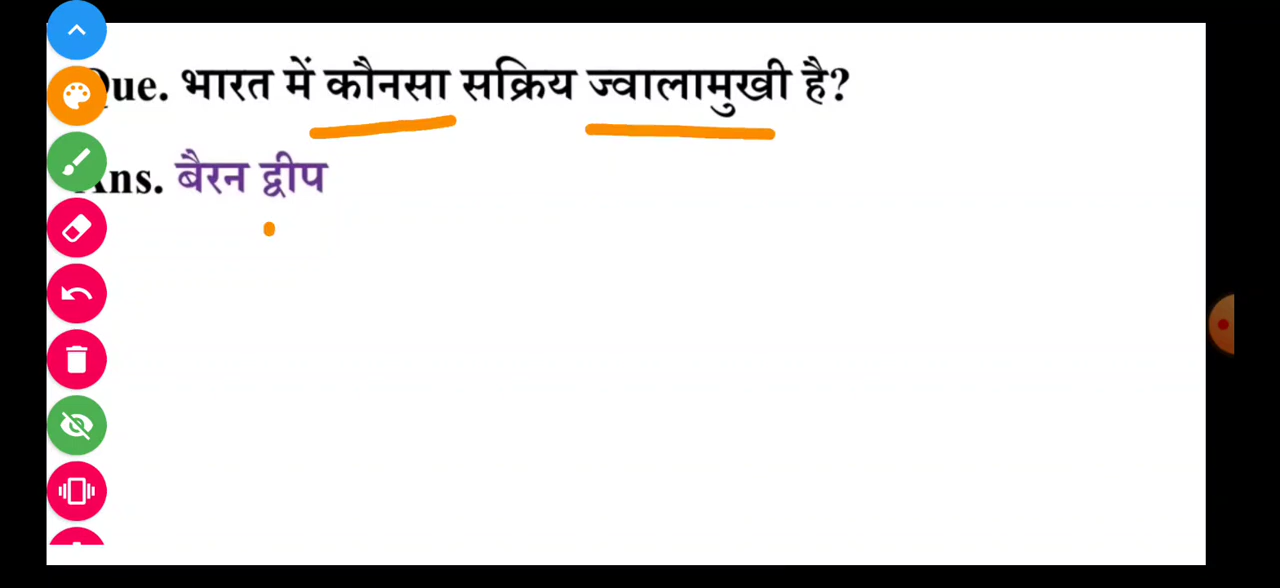 Que. भारत में कौनसा सक्रिय ज्वालामुखी है?
Ans. बैरन द्वीप